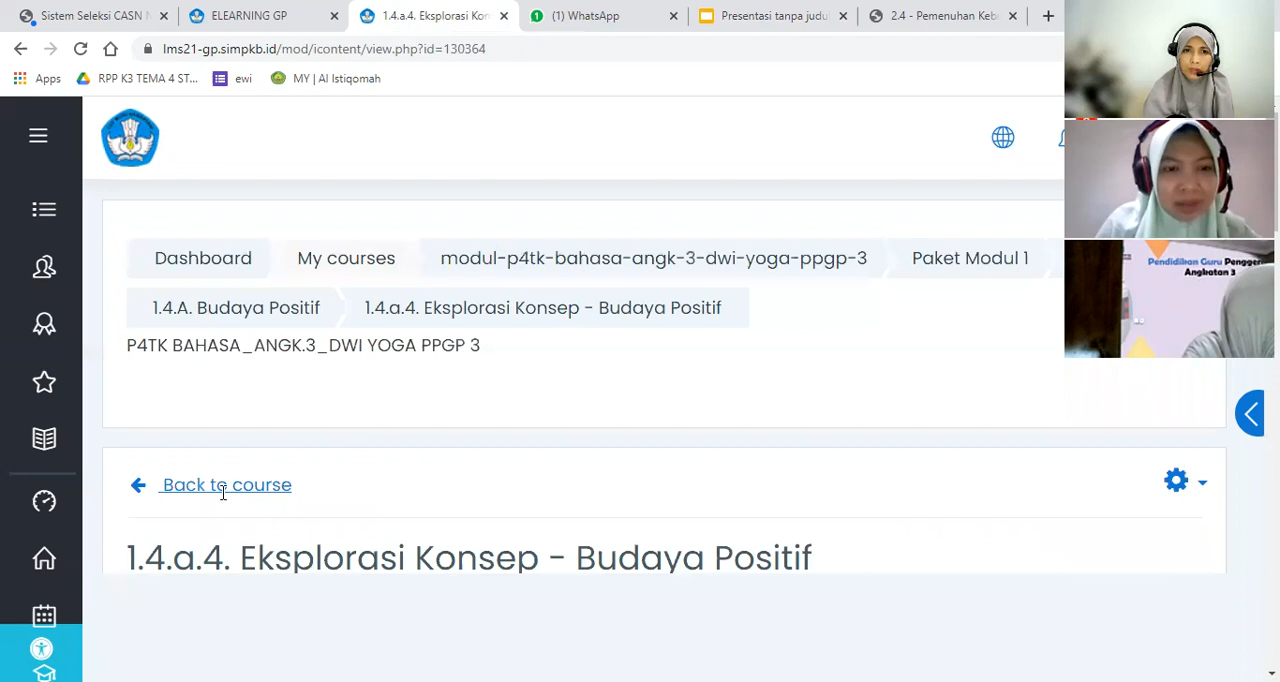 Sistem Seleksi CASN N
ELEARNING GP
1.4.a.4. Eksplorasi Kon
(1) WhatsApp
Presentasi tanpa judul
2.4 - Pemenuhan Keb
lms21-gp.simpkb.id/mod/icontent/view.php?id=130364
Apps
RPP K3 TEMA 4 ST...
ewi
MY | Al Istiqomah
Pendidikan Guru Pengger
Angkatan 3
Dashboard
My courses
modul-p4tk-bahasa-angk-3-dwi-yoga-ppgp-3
Paket Modul 1
1.4.A. Budaya Positif
1.4.a.4. Eksplorasi Konsep - Budaya Positif
P4TK BAHASA_ANGK.3_DWI YOGA PPGP 3
Back to course
1.4.a.4. Eksplorasi Konsep - Budaya Positif